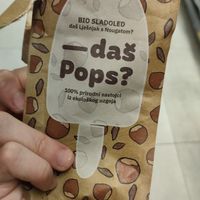 BIO SLADOLED
daš Lješnjak s Nougatom?
—daš
Pops?
100% prirodni sastojci
iz ekološkog uzgoja